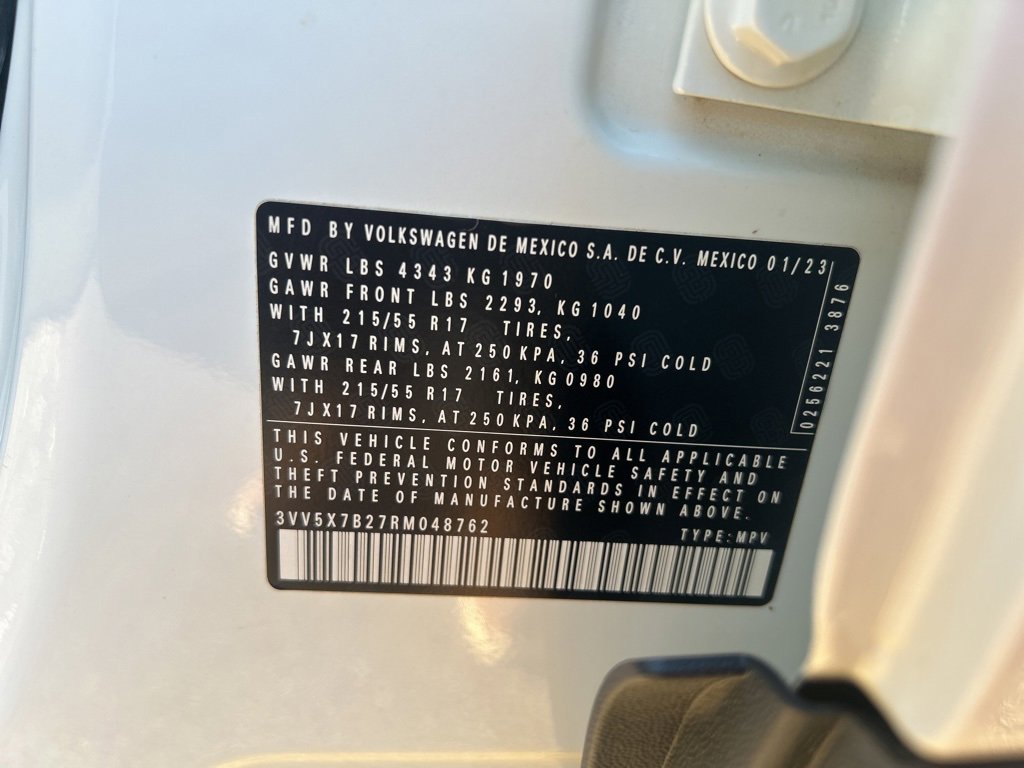 MFD BY VOLKSWAGEN DE MEXICO S.A. DE C.V. MEXICO 01/23
GVWR LBS 4343 KG 1970
GAWR FRONT LBS 2293, KG 1040
WITH 215/55 R17 TIRES,
7JX17 RIMS, AT 250 KPA, 36 PSI COLD
GAWR REAR LBS 2161, KG 0980
WITH 215/55 R17 TIRES,
7JX17 RIMS, AT 250 KPA, 36 PSI COLD
0256221 3876
THIS VEHICLE CONFORMS TO ALL APPLICABLE
U.S. FEDERAL MOTOR VEHICLE SAFETY AND
THEFT PREVENTION STANDARDS IN EFFECT ON
THE DATE OF MANUFACTURE SHOWN ABOVE.
3VV5X7B27RM048762
TYPE: MPV